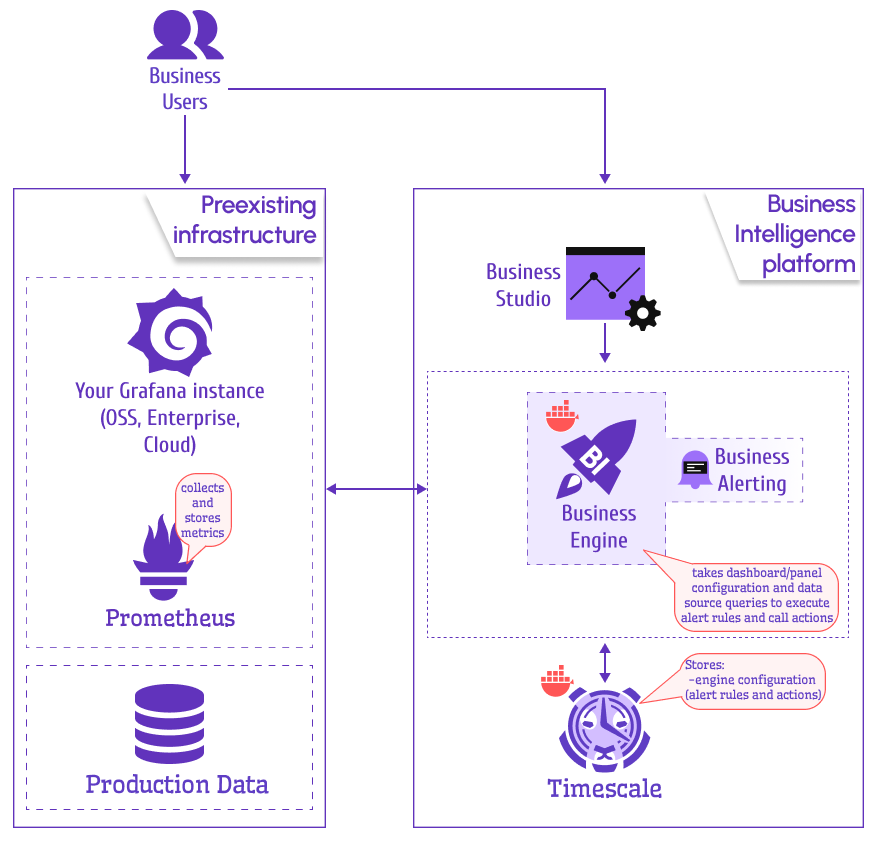 Business
Users
Preexisting
infrastructure
Your Grafana instance
(OSS, Enterprise,
Cloud)
collects
and
stores
metrics
Prometheus
Production Data
Business
Intelligence
platform
Business
Studio
BI
Business
Engine
Business
Alerting
takes dashboard/panel
configuration and data
source queries to execute
alert rules and call actions
Stores:
-engine configuration
(alert rules and actions)
Timescale